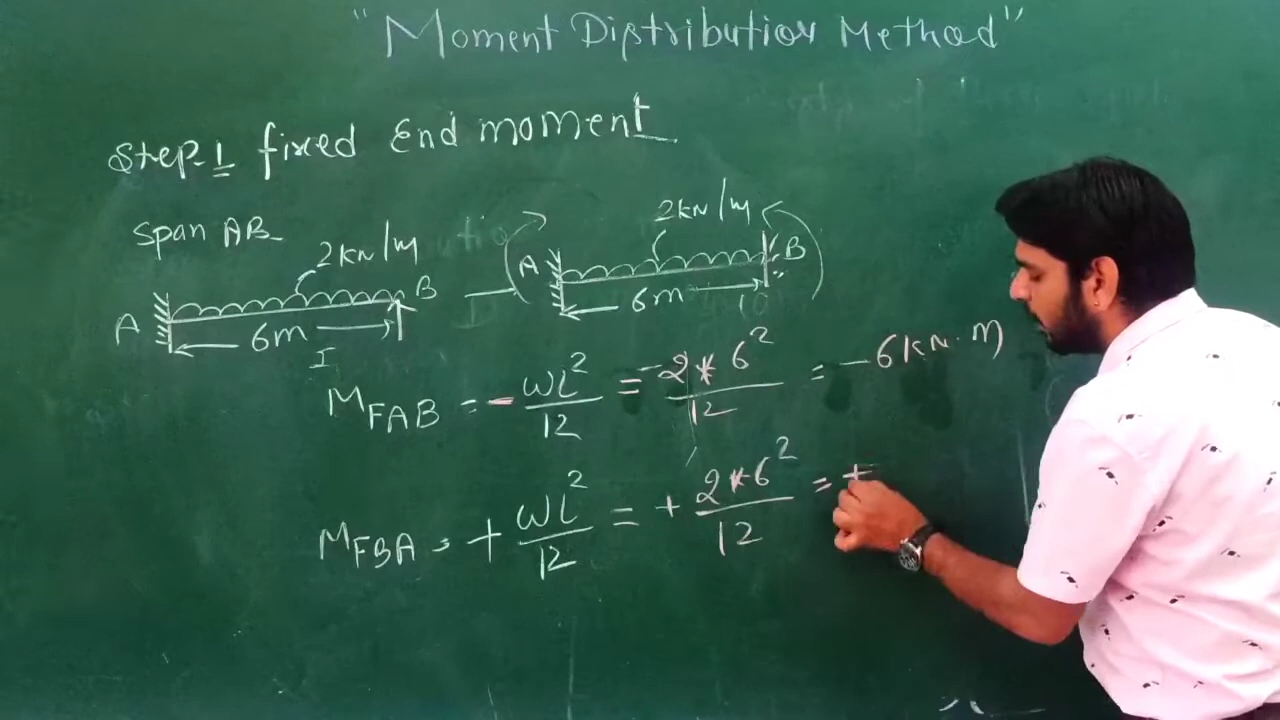 "Moment Distribution Method"
Step-1 fixed End moment
Span AB
2kN/m
A
B
6m
I
2kN/m
A
B
6m
MFAB = - wl²/12 = -2*6²/12 = -6kN.M
MFBA = + wl²/12 = + 2*6²/12 = +